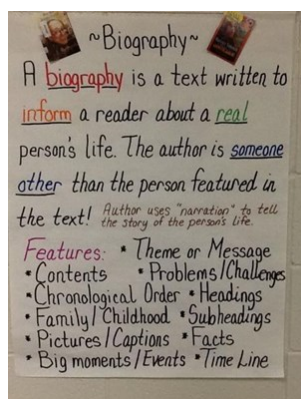 ~Biography~
A biography is a text written to
inform a reader about a real
person's life. The author is someone
other than the person featured in
the text! Author uses "narration" to tell
the story of the person's life.
Features: • Theme or Message
• Contents • Problems/Challenges
• Chronological Order • Headings
• Family/Childhood • Subheadings
• Pictures/Captions • Facts
• Big moments/Events • Time Line